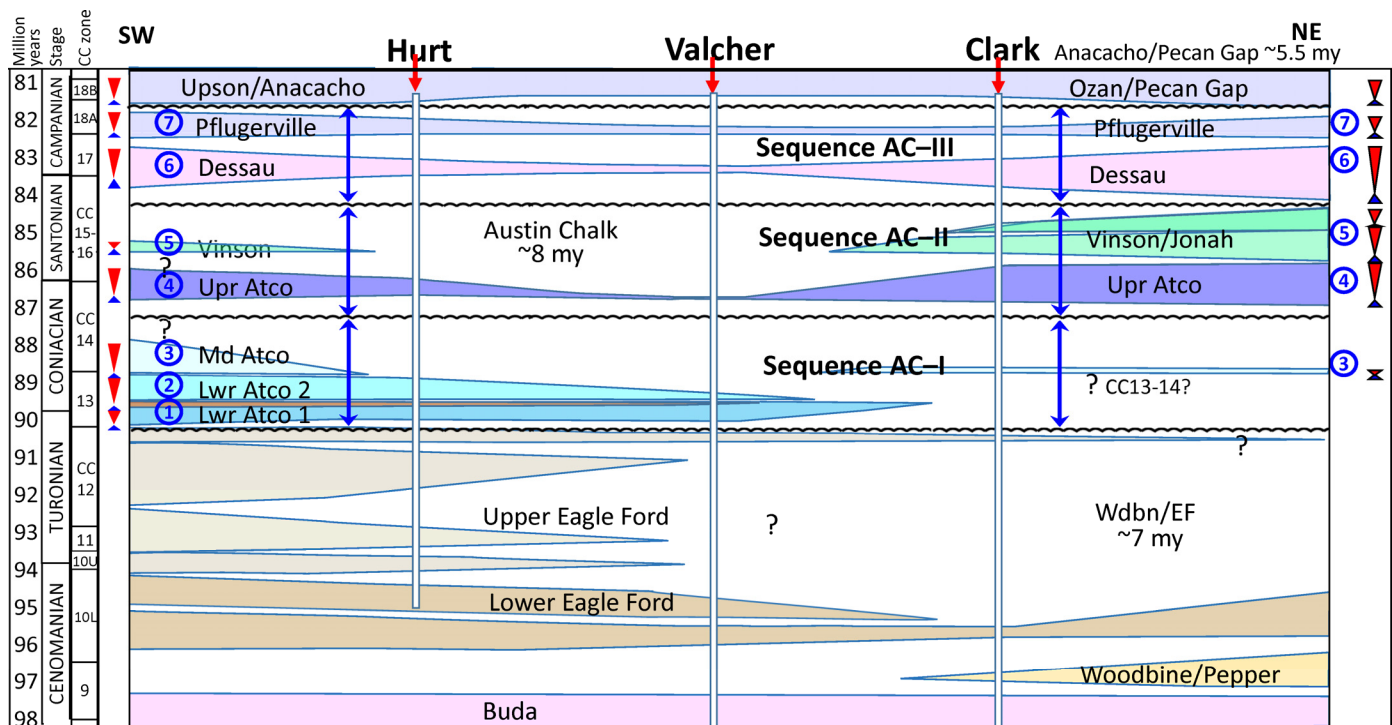 Million years
Stage
CC zone
SW
Hurt
Valcher
Clark
NE
Anacacho/Pecan Gap ~5.5 my
81
82
83
84
85
86
87
88
89
90
91
92
93
94
95
96
97
98
CAMPANIAN
SANTONIAN
CONIACIAN
TURONIAN
CENOMANIAN
18B
18A
17
CC
15-
16
CC
14
13
CC
12
11
10U
10L
9
Upson/Anacacho
Ozan/Pecan Gap
7 Pflugerville
Pflugerville 7
Sequence AC–III
6 Dessau
Dessau 6
Austin Chalk
~8 my
Sequence AC–II
5 Vinson
Vinson/Jonah 5
?
4 Upr Atco
Upr Atco 4
?
3 Md Atco
Sequence AC–I
3
2 Lwr Atco 2
? CC13-14?
1 Lwr Atco 1
?
Upper Eagle Ford
?
Wdbn/EF
~7 my
Lower Eagle Ford
Woodbine/Pepper
Buda